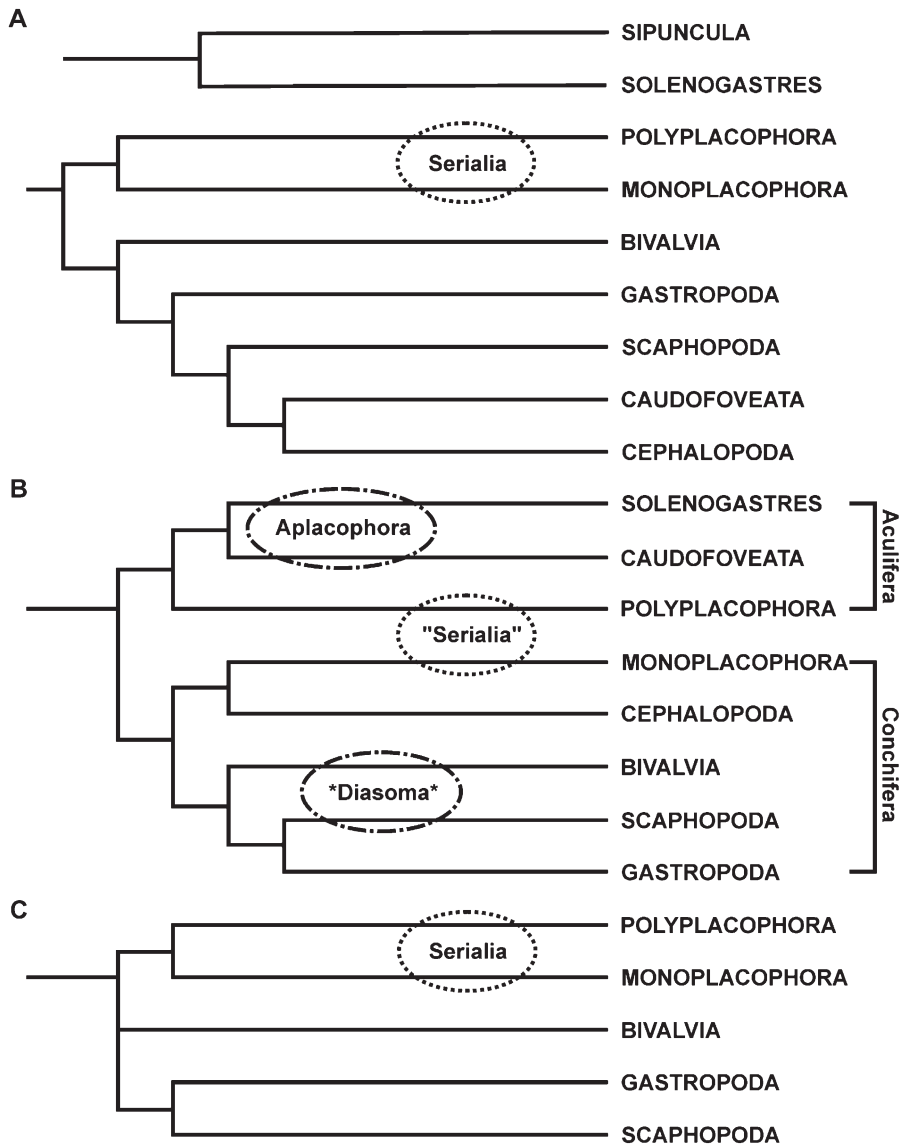 A
SIPUNCULA
SOLENOGASTRES
POLYPLACOPHORA
Serialia
MONOPLACOPHORA
BIVALVIA
GASTROPODA
SCAPHOPODA
CAUDOFOVEATA
CEPHALOPODA
B
SOLENOGASTRES
Aplacophora
CAUDOFOVEATA
Aculifera
POLYPLACOPHORA
"Serialia"
MONOPLACOPHORA
CEPHALOPODA
BIVALVIA
*Diasoma*
Conchifera
SCAPHOPODA
GASTROPODA
C
POLYPLACOPHORA
Serialia
MONOPLACOPHORA
BIVALVIA
GASTROPODA
SCAPHOPODA